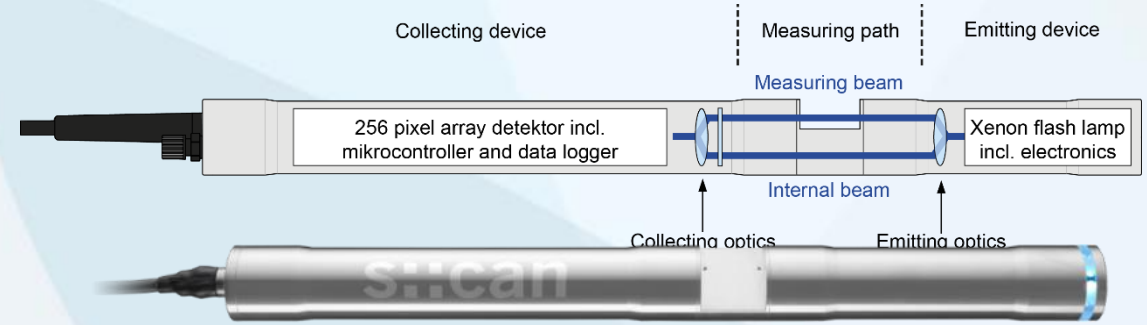 Collecting device
Measuring path
Emitting device
Measuring beam
256 pixel array detektor incl.
mikrocontroller and data logger
Xenon flash lamp
incl. electronics
Internal beam
Collecting optics
Emitting optics
s::can